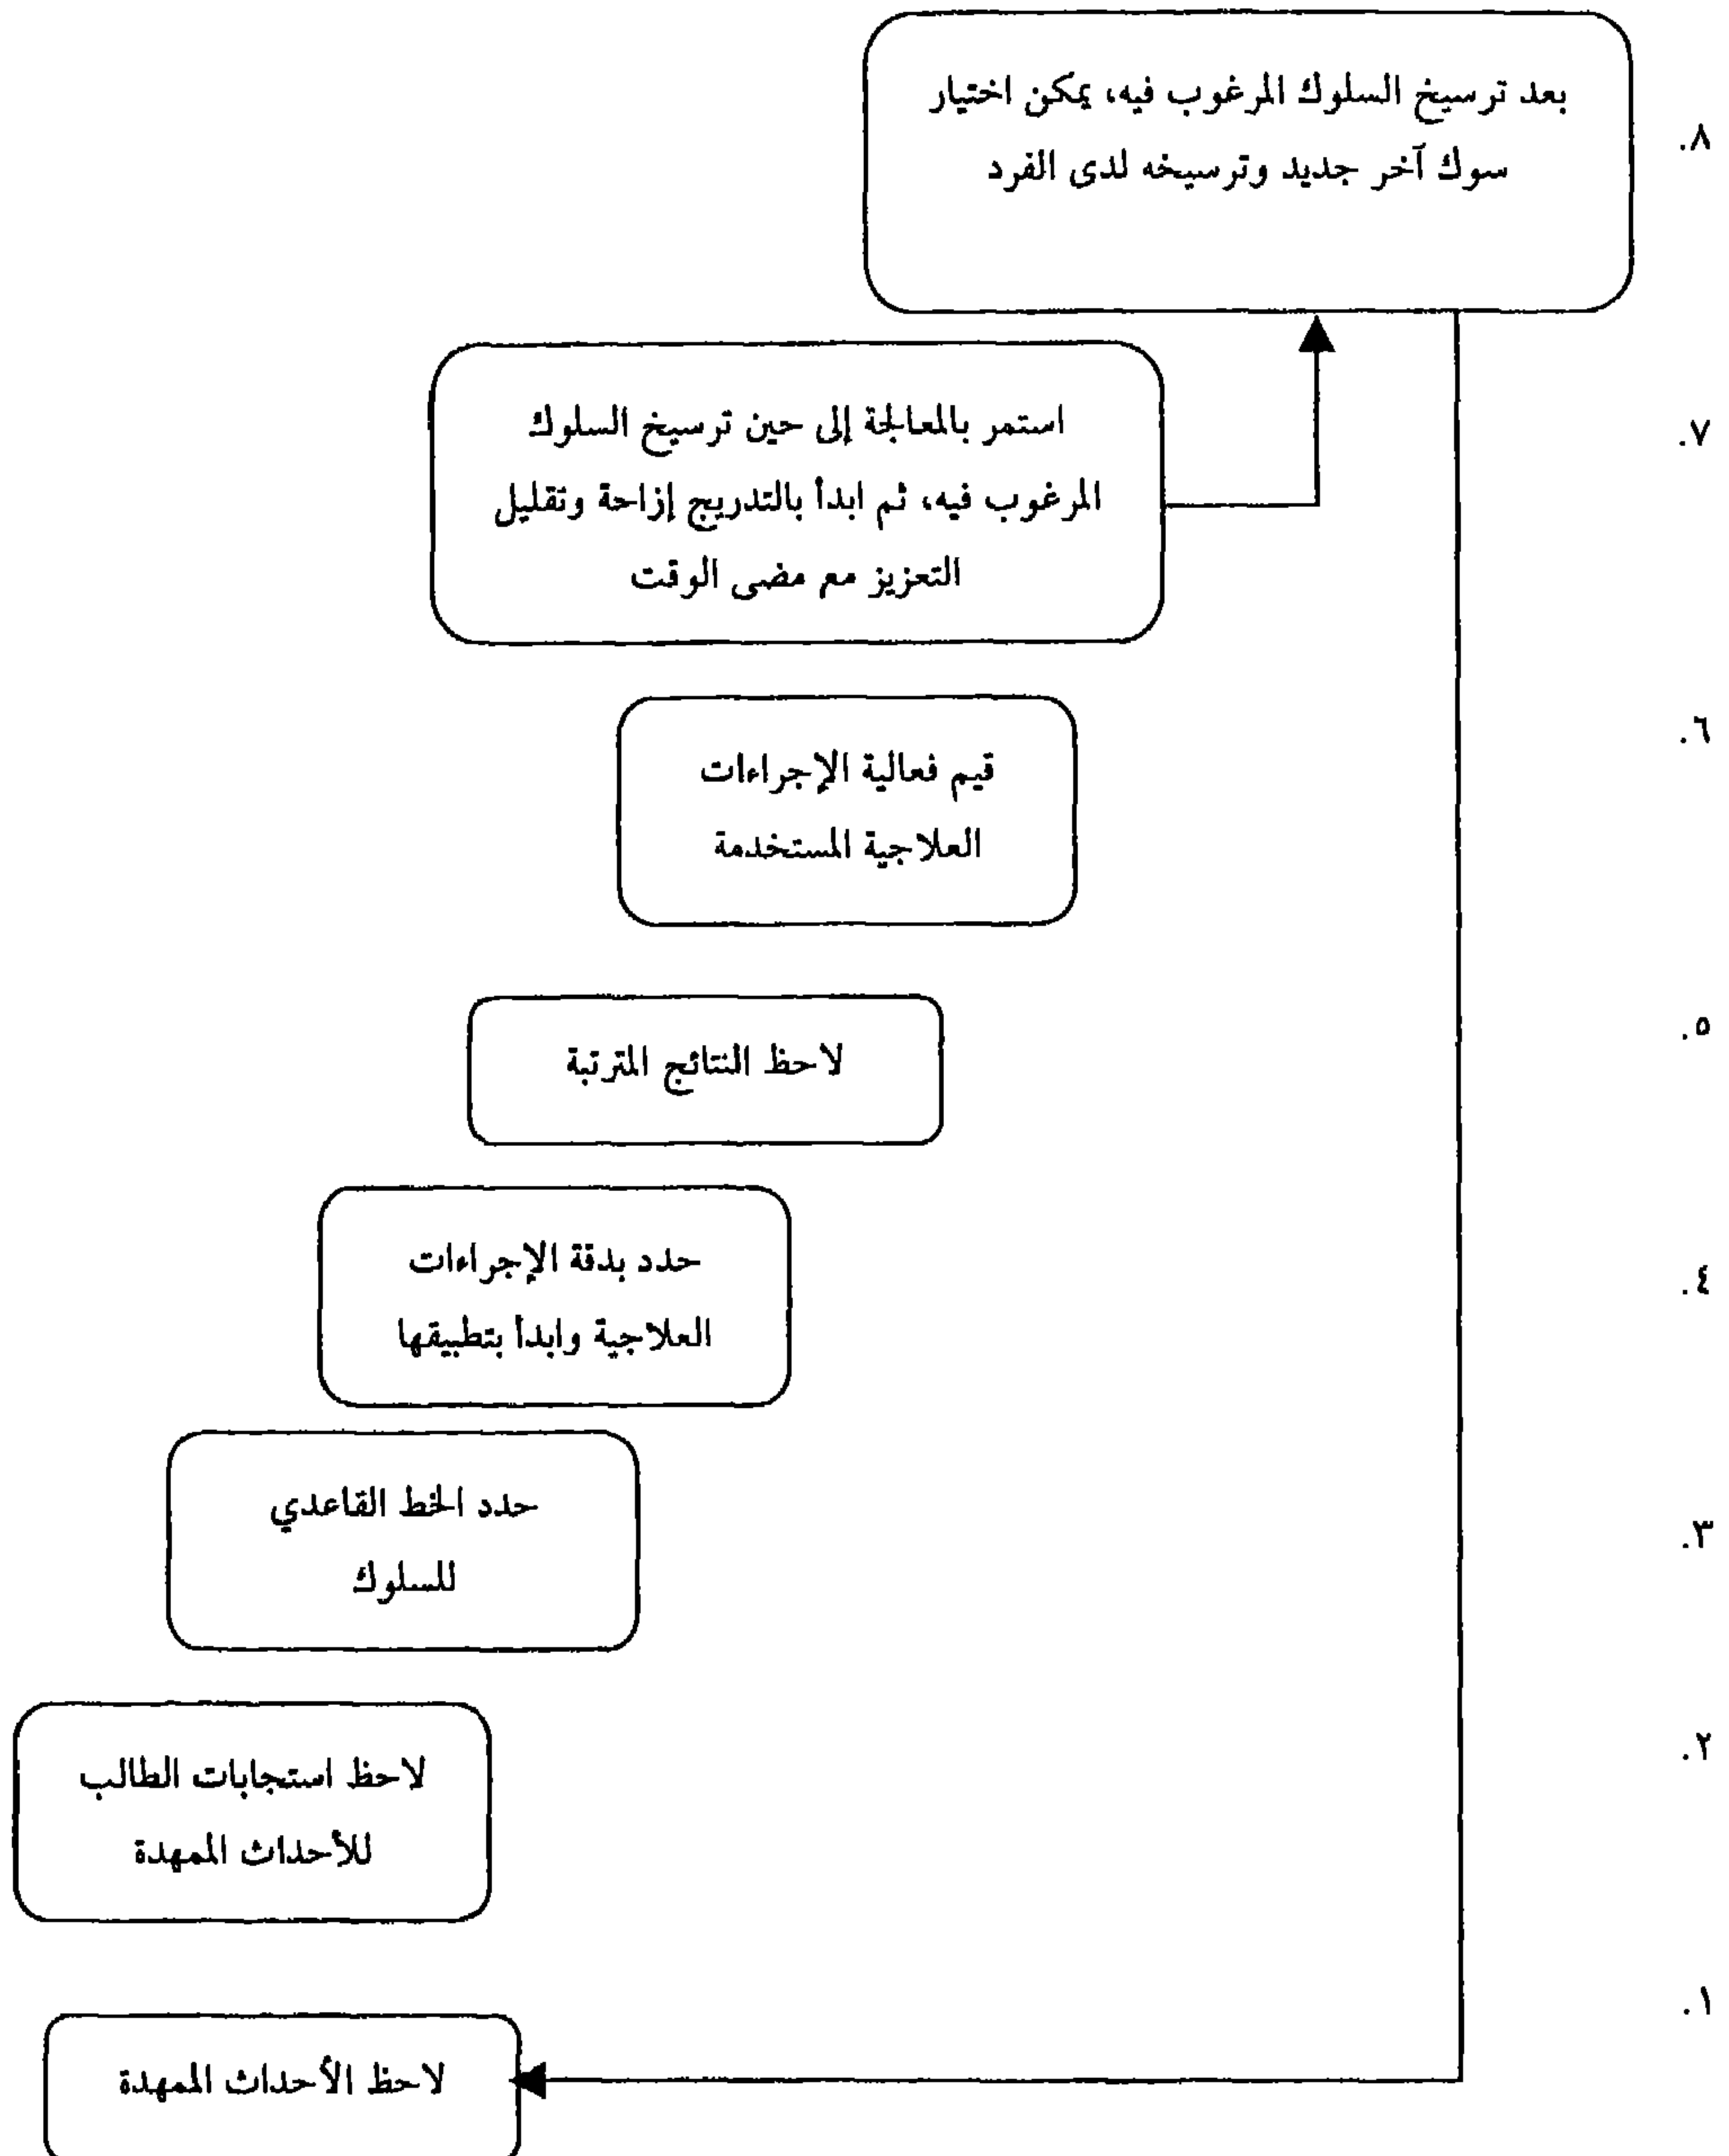 ٨.
بعد ترسيخ السلوك المرغوب فيه، يمكن اختيار
سوك آخر جديد وترسيخه لدى الفرد
٧.
استمر بالمعالجة إلى حين ترسيخ السلوك
المرغوب فيه، ثم ابدأ بالتدريج إزاحة وتقليل
التعزيز مع مضى الوقت
٦.
قيم فعالية الإجراءات
العلاجية المستخدمة
٥.
لاحظ النتائج المترتبة
٤.
حدد بدقة الإجراءات
العلاجية وابدأ بتطبيقها
٣.
حدد الخط القاعدي
للسلوك
٢.
لاحظ استجابات الطالب
للأحداث الممهدة
١.
لاحظ الأحداث الممهدة